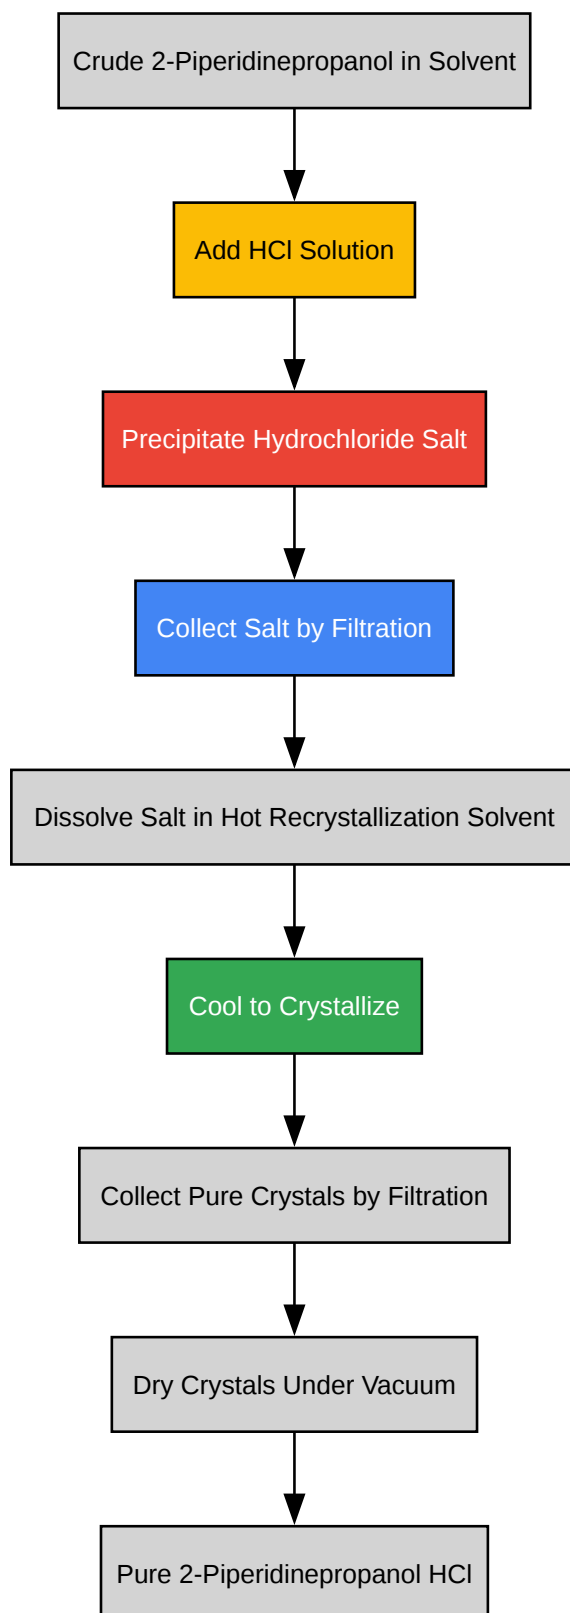 Crude 2-Piperidinepropanol in Solvent
Add HCl Solution
Precipitate Hydrochloride Salt
Collect Salt by Filtration
Dissolve Salt in Hot Recrystallization Solvent
Cool to Crystallize
Collect Pure Crystals by Filtration
Dry Crystals Under Vacuum
Pure 2-Piperidinepropanol HCl